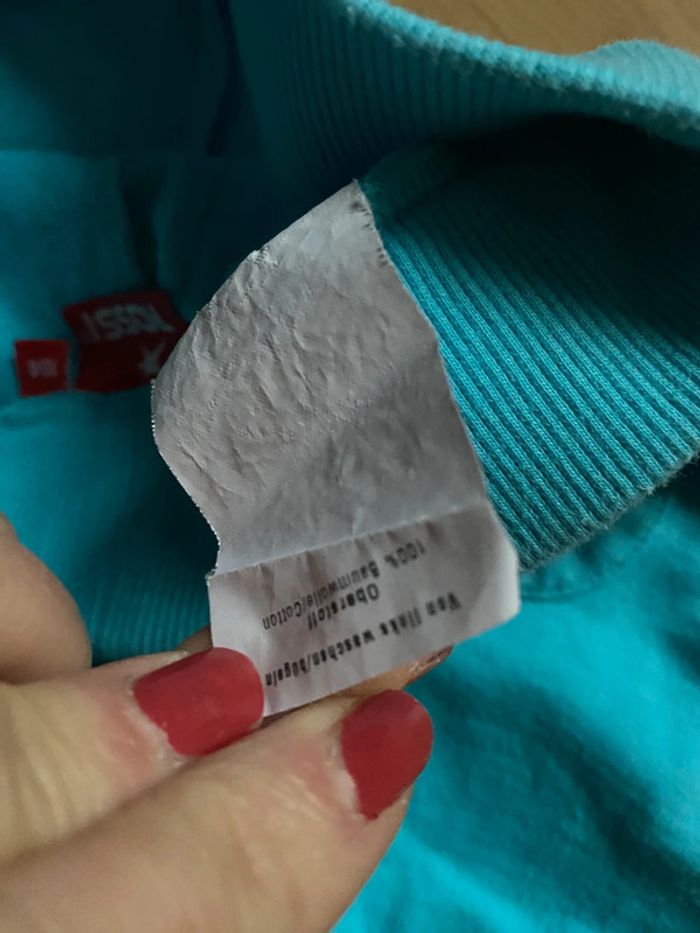 Von links waschen/bügeln
Oberstoff
100% Baumwolle/Cotton